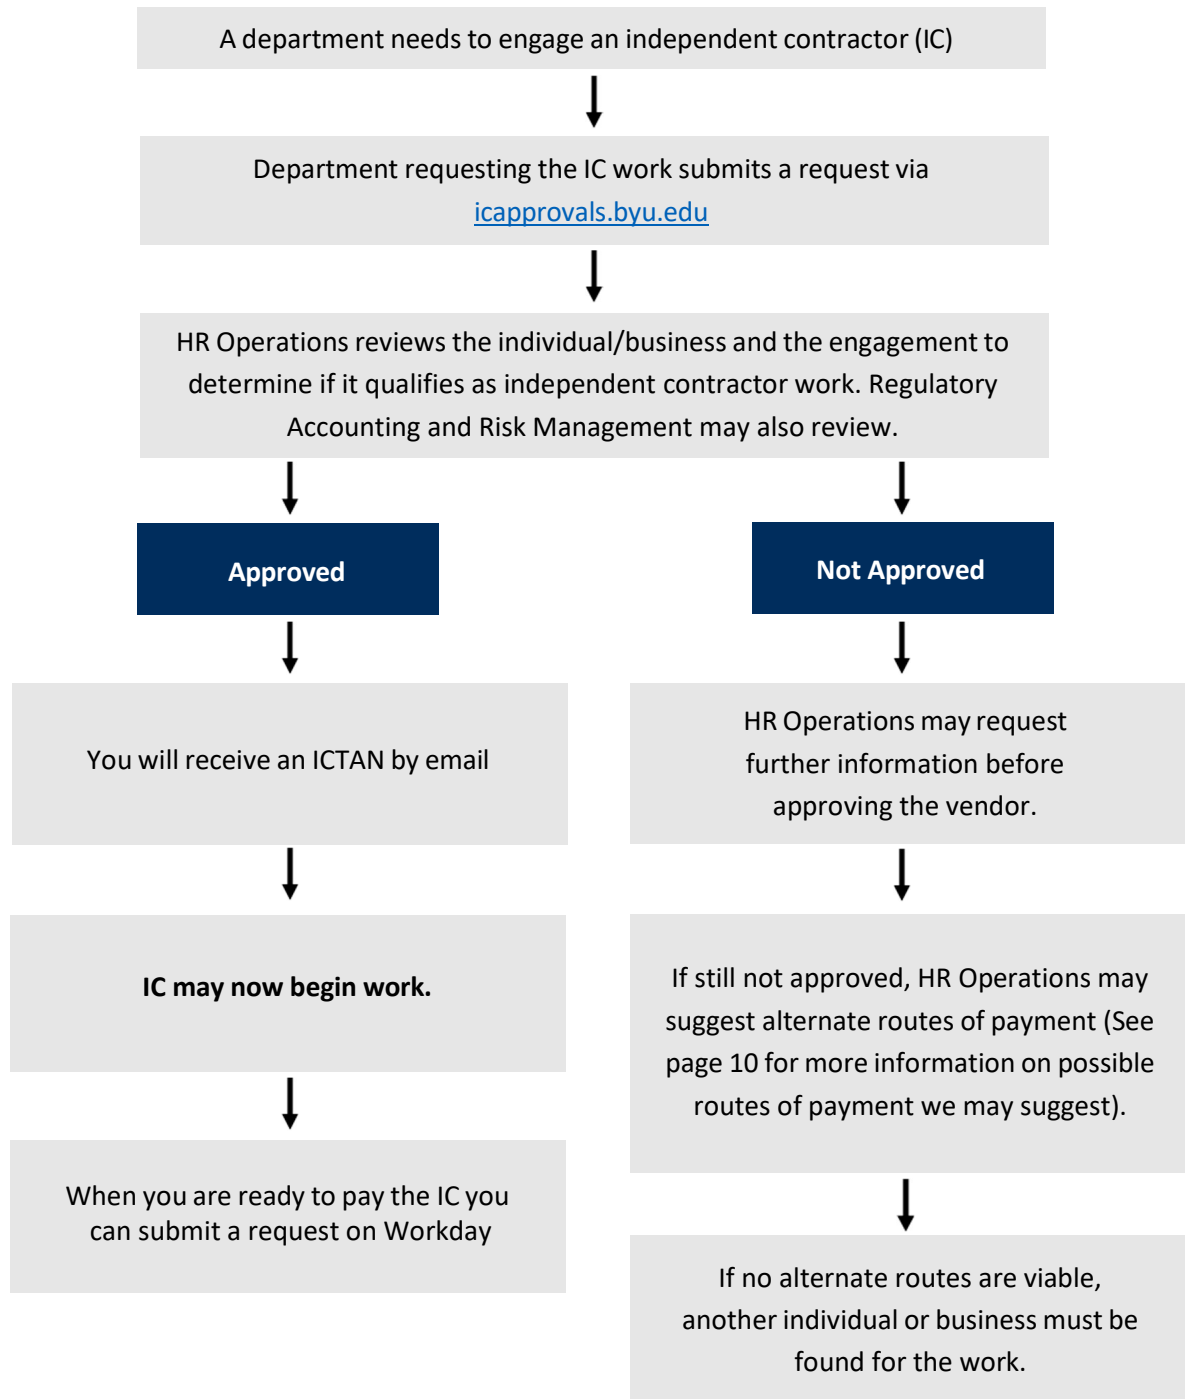 A department needs to engage an independent contractor (IC)
Department requesting the IC work submits a request via
icapprovals.byu.edu
HR Operations reviews the individual/business and the engagement to
determine if it qualifies as independent contractor work. Regulatory
Accounting and Risk Management may also review.
Approved
Not Approved
You will receive an ICTAN by email
HR Operations may request
further information before
approving the vendor.
IC may now begin work.
If still not approved, HR Operations may
suggest alternate routes of payment (See
page 10 for more information on possible
routes of payment we may suggest).
When you are ready to pay the IC you
can submit a request on Workday
If no alternate routes are viable,
another individual or business must be
found for the work.